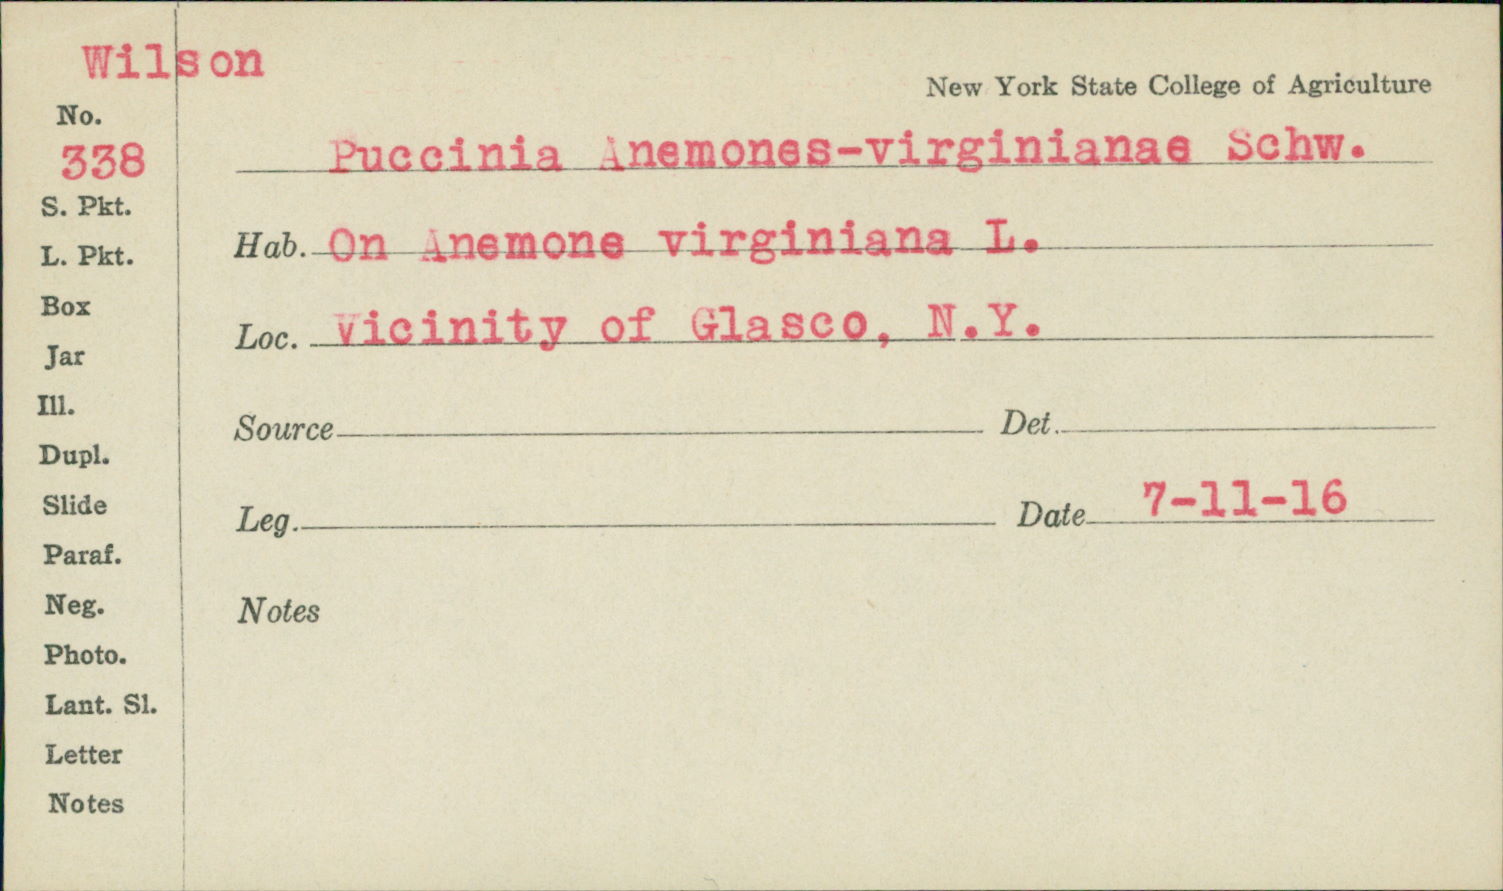 Wilson
New York State College of Agriculture
No.
338
Puccinia Anemones-virginianae Schw.
S. Pkt.
Hab. On Anemone virginiana L.
L. Pkt.
Box
Loc. Vicinity of Glasco, N.Y.
Jar
Ill.
Source Det.
Dupl.
Slide
Leg. Date 7-11-16
Paraf.
Neg.
Notes
Photo.
Lant. Sl.
Letter
Notes